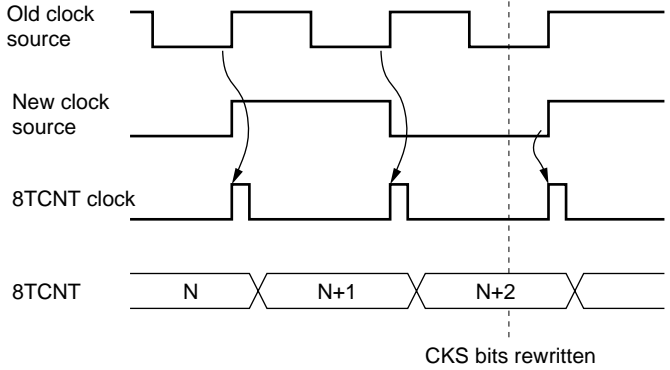 Old clock
source
New clock
source
8TCNT clock
8TCNT
N
N+1
N+2
CKS bits rewritten